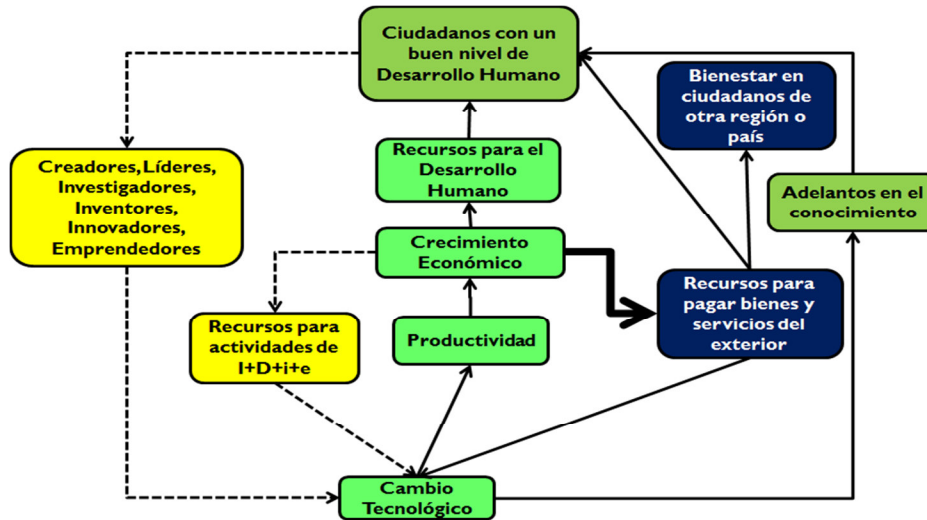 Ciudadanos con un
buen nivel de
Desarrollo Humano
Bienestar en
ciudadanos de
otra región o
país
Creadores, Líderes,
Investigadores,
Inventores,
Innovadores,
Emprendedores
Recursos para el
Desarrollo
Humano
Adelantos en el
conocimiento
Crecimiento
Económico
Recursos para
pagar bienes y
servicios del
exterior
Recursos para
actividades de
I+D+i+e
Productividad
Cambio
Tecnológico